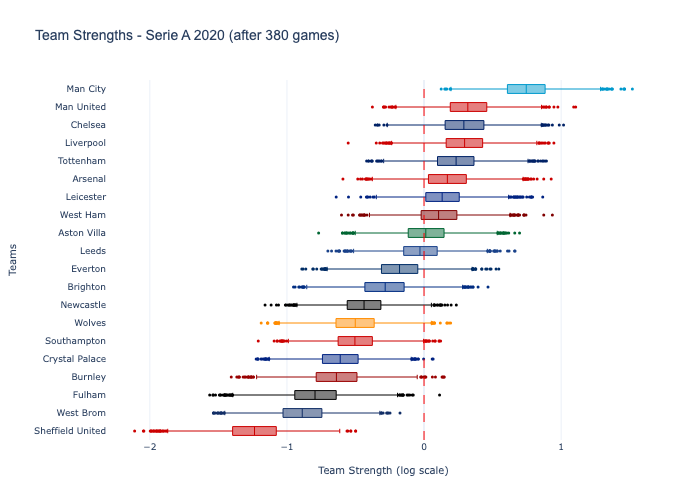 Team Strengths - Serie A 2020 (after 380 games)
Man City
Man United
Chelsea
Liverpool
Tottenham
Arsenal
Leicester
West Ham
Aston Villa
Leeds
Everton
Brighton
Newcastle
Wolves
Southampton
Crystal Palace
Burnley
Fulham
West Brom
Sheffield United
Teams
−2 −1 0 1
Team Strength (log scale)